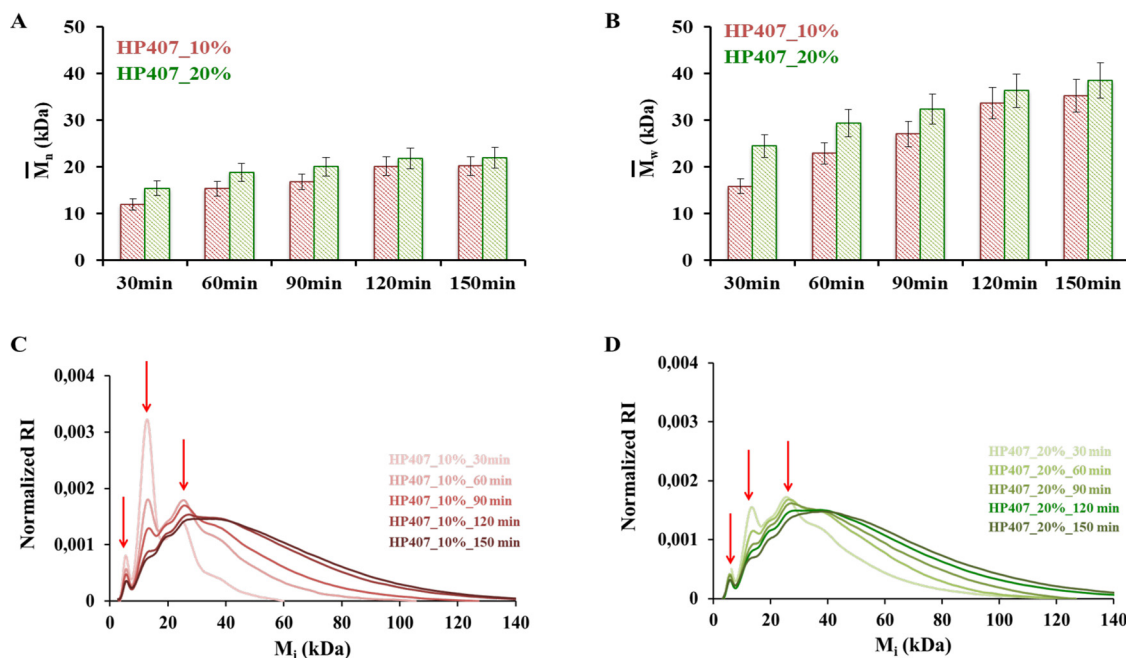 A
HP407_10%
HP407_20%
50
40
30
20
10
0
M̅n (kDa)
30min 60min 90min 120min 150min
B
HP407_10%
HP407_20%
50
40
30
20
10
0
M̅w (kDa)
30min 60min 90min 120min 150min
C
0,004
0,003
0,002
0,001
0
Normalized RI
HP407_10%_30min
HP407_10%_60 min
HP407_10%_90 min
HP407_10%_120 min
HP407_10%_150 min
0 20 40 60 80 100 120 140
Mi (kDa)
D
0,004
0,003
0,002
0,001
0
Normalized RI
HP407_20%_30 min
HP407_20%_60 min
HP407_20%_90 min
HP407_20%_120 min
HP407_20%_150 min
0 20 40 60 80 100 120 140
Mi (kDa)